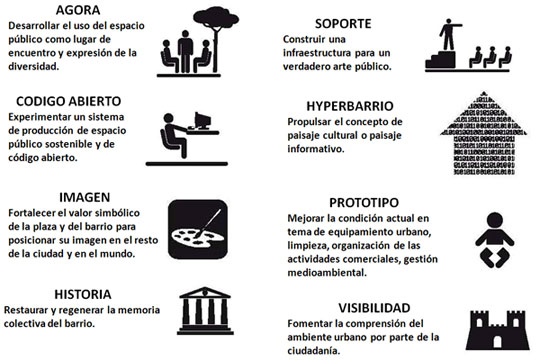 AGORA
Desarrollar el uso del espacio
público como lugar de
encuentro y expresión de la
diversidad.
CODIGO ABIERTO
Experimentar un sistema
de producción de espacio
público sostenible y de
código abierto.
IMAGEN
Fortalecer el valor simbólico
de la plaza y del barrio para
posicionar su imagen en el resto
de la ciudad y en el mundo.
HISTORIA
Restaurar y regenerar la memoria
colectiva del barrio.
SOPORTE
Construir una
infraestructura para un
verdadero arte público.
HYPERBARRIO
Propulsar el concepto de
paisaje cultural o paisaje
informativo.
PROTOTIPO
Mejorar la condición actual en
tema de equipamiento urbano,
limpieza, organización de las
actividades comerciales, gestión
medioambiental.
VISIBILIDAD
Fomentar la comprensión del
ambiente urbano por parte de la
ciudadanía.